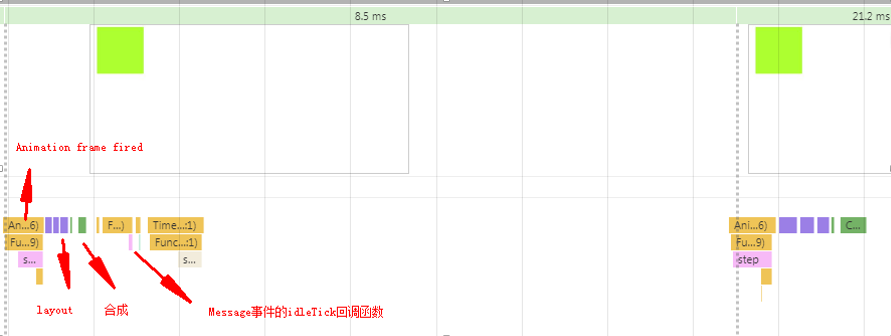 8.5 ms
21.2 ms
Animation frame fired
An...6)
F...)
Time...:1)
Ani...6)
C...
Fu...9)
Func...:1)
Fu...9)
s...
s...
step
layout
合成
Message事件的idleTick回调函数